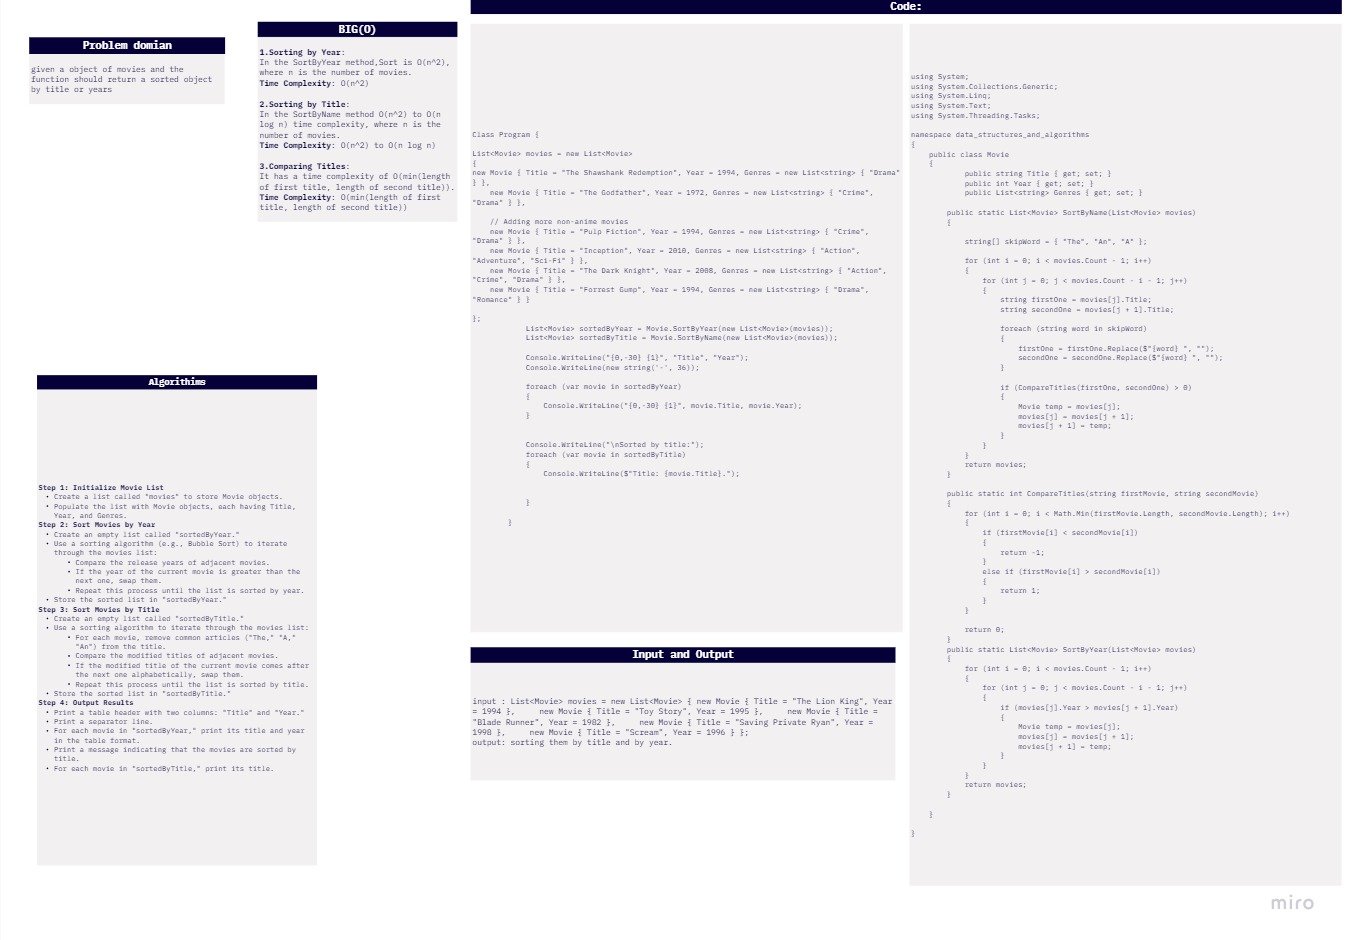 Problem domian
given a object of movies and the
function should return a sorted object
by title or years
BIG(O)
1.Sorting by Year:
In the SortByYear method,Sort is O(n^2),
where n is the number of movies.
Time Complexity: O(n^2)
2.Sorting by Title:
In the SortByName method O(n^2) to O(n
log n) time complexity, where n is the
number of movies.
Time Complexity: O(n^2) to O(n log n)
3.Comparing Titles:
It has a time complexity of O(min(length
of first title, length of second title)).
Time Complexity: O(min(length of first
title, length of second title))
Algorithims
Step 1: Initialize Movie List
• Create a list called "movies" to store Movie objects.
• Populate the list with Movie objects, each having Title,
Year, and Genres.
Step 2: Sort Movies by Year
• Create an empty list called "sortedByYear."
• Use a sorting algorithm (e.g., Bubble Sort) to iterate
through the movies list:
• Compare the release years of adjacent movies.
• If the year of the current movie is greater than the
next one, swap them.
• Repeat this process until the list is sorted by year.
• Store the sorted list in "sortedByYear."
Step 3: Sort Movies by Title
• Create an empty list called "sortedByTitle."
• Use a sorting algorithm to iterate through the movies list:
• For each movie, remove common articles ("The," "A,"
"An") from the title.
• Compare the modified titles of adjacent movies.
• If the modified title of the current movie comes after
the next one alphabetically, swap them.
• Repeat this process until the list is sorted by title.
• Store the sorted list in "sortedByTitle."
Step 4: Output Results
• Print a table header with two columns: "Title" and "Year."
• Print a separator line.
• For each movie in "sortedByYear," print its title and year
in the table format.
• Print a message indicating that the movies are sorted by
title.
• For each movie in "sortedByTitle," print its title.
Code:
Class Program {
List<Movie> movies = new List<Movie>
{
new Movie { Title = "The Shawshank Redemption", Year = 1994, Genres = new List<string> { "Drama"
} },
new Movie { Title = "The Godfather", Year = 1972, Genres = new List<string> { "Crime",
"Drama" } },
// Adding more non-anime movies
new Movie { Title = "Pulp Fiction", Year = 1994, Genres = new List<string> { "Crime",
"Drama" } },
new Movie { Title = "Inception", Year = 2010, Genres = new List<string> { "Action",
"Adventure", "Sci-Fi" } },
new Movie { Title = "The Dark Knight", Year = 2008, Genres = new List<string> { "Action",
"Crime", "Drama" } },
new Movie { Title = "Forrest Gump", Year = 1994, Genres = new List<string> { "Drama",
"Romance" } }
};
List<Movie> sortedByYear = Movie.SortByYear(new List<Movie>(movies));
List<Movie> sortedByTitle = Movie.SortByName(new List<Movie>(movies));
Console.WriteLine("{0,-30} {1}", "Title", "Year");
Console.WriteLine(new string('-', 36));
foreach (var movie in sortedByYear)
{
Console.WriteLine("{0,-30} {1}", movie.Title, movie.Year);
}
Console.WriteLine("\nSorted by title:");
foreach (var movie in sortedByTitle)
{
Console.WriteLine($"Title: {movie.Title}.");
}
}
Input and Output
input : List<Movie> movies = new List<Movie> { new Movie { Title = "The Lion King", Year
= 1994 },     new Movie { Title = "Toy Story", Year = 1995 },     new Movie { Title =
"Blade Runner", Year = 1982 },     new Movie { Title = "Saving Private Ryan", Year =
1998 },     new Movie { Title = "Scream", Year = 1996 } };
output: sorting them by title and by year.
using System;
using System.Collections.Generic;
using System.Linq;
using System.Text;
using System.Threading.Tasks;
namespace data_structures_and_algorithms
{
public class Movie
{
public string Title { get; set; }
public int Year { get; set; }
public List<string> Genres { get; set; }
public static List<Movie> SortByName(List<Movie> movies)
{
string[] skipWord = { "The", "An", "A" };
for (int i = 0; i < movies.Count - 1; i++)
{
for (int j = 0; j < movies.Count - i - 1; j++)
{
string firstOne = movies[j].Title;
string secondOne = movies[j + 1].Title;
foreach (string word in skipWord)
{
firstOne = firstOne.Replace($"{word} ", "");
secondOne = secondOne.Replace($"{word} ", "");
}
if (CompareTitles(firstOne, secondOne) > 0)
{
Movie temp = movies[j];
movies[j] = movies[j + 1];
movies[j + 1] = temp;
}
}
}
return movies;
}
public static int CompareTitles(string firstMovie, string secondMovie)
{
for (int i = 0; i < Math.Min(firstMovie.Length, secondMovie.Length); i++)
{
if (firstMovie[i] < secondMovie[i])
{
return -1;
}
else if (firstMovie[i] > secondMovie[i])
{
return 1;
}
}
return 0;
}
public static List<Movie> SortByYear(List<Movie> movies)
{
for (int i = 0; i < movies.Count - 1; i++)
{
for (int j = 0; j < movies.Count - i - 1; j++)
{
if (movies[j].Year > movies[j + 1].Year)
{
Movie temp = movies[j];
movies[j] = movies[j + 1];
movies[j + 1] = temp;
}
}
}
return movies;
}
}
}
miro